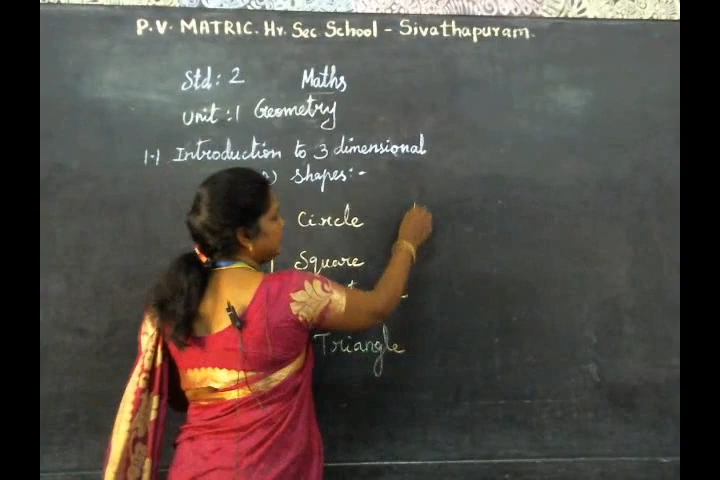 P.V. MATRIC. Hr. Sec School - Sivathapuram.
Std: 2 Maths
Unit: 1 Geometry
1.1 Introduction to 3 dimensional
shapes:-
Circle
Square
Triangle